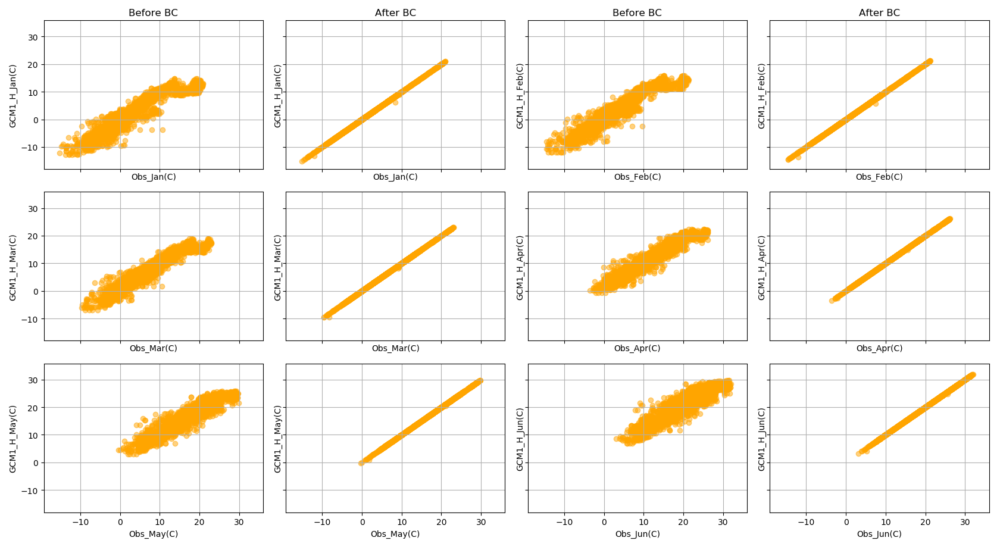 Before BC
After BC
Before BC
After BC
GCM1_H_Jan(C)
30
20
10
0
−10
Obs_Jan(C)
GCM1_H_Jan(C)
Obs_Jan(C)
GCM1_H_Feb(C)
Obs_Feb(C)
GCM1_H_Feb(C)
Obs_Feb(C)
GCM1_H_Mar(C)
30
20
10
0
−10
Obs_Mar(C)
GCM1_H_Mar(C)
Obs_Mar(C)
GCM1_H_Apr(C)
Obs_Apr(C)
GCM1_H_Apr(C)
Obs_Apr(C)
GCM1_H_May(C)
30
20
10
0
−10
−10 0 10 20 30
Obs_May(C)
GCM1_H_May(C)
−10 0 10 20 30
Obs_May(C)
GCM1_H_Jun(C)
−10 0 10 20 30
Obs_Jun(C)
GCM1_H_Jun(C)
−10 0 10 20 30
Obs_Jun(C)